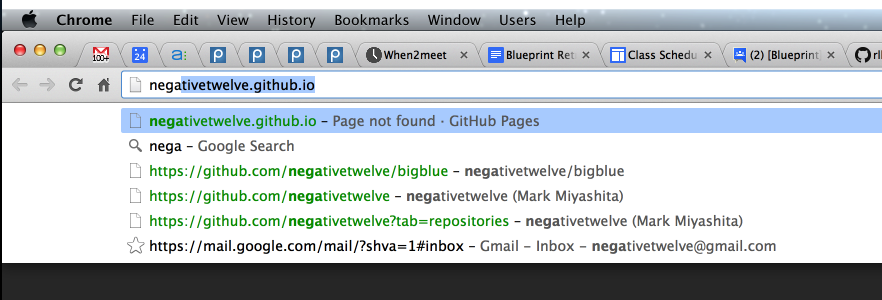 Chrome File Edit View History Bookmarks Window Users Help
100+ 24 a: P P P P When2meet × Blueprint Ret × Class Schedu × (2) [Blueprint] × rl
negativetwelve.github.io
negativetwelve.github.io – Page not found · GitHub Pages
nega – Google Search
https://github.com/negativetwelve/bigblue – negativetwelve/bigblue
https://github.com/negativetwelve – negativetwelve (Mark Miyashita)
https://github.com/negativetwelve?tab=repositories – negativetwelve (Mark Miyashita)
https://mail.google.com/mail/?shva=1#inbox – Gmail – Inbox – negativetwelve@gmail.com